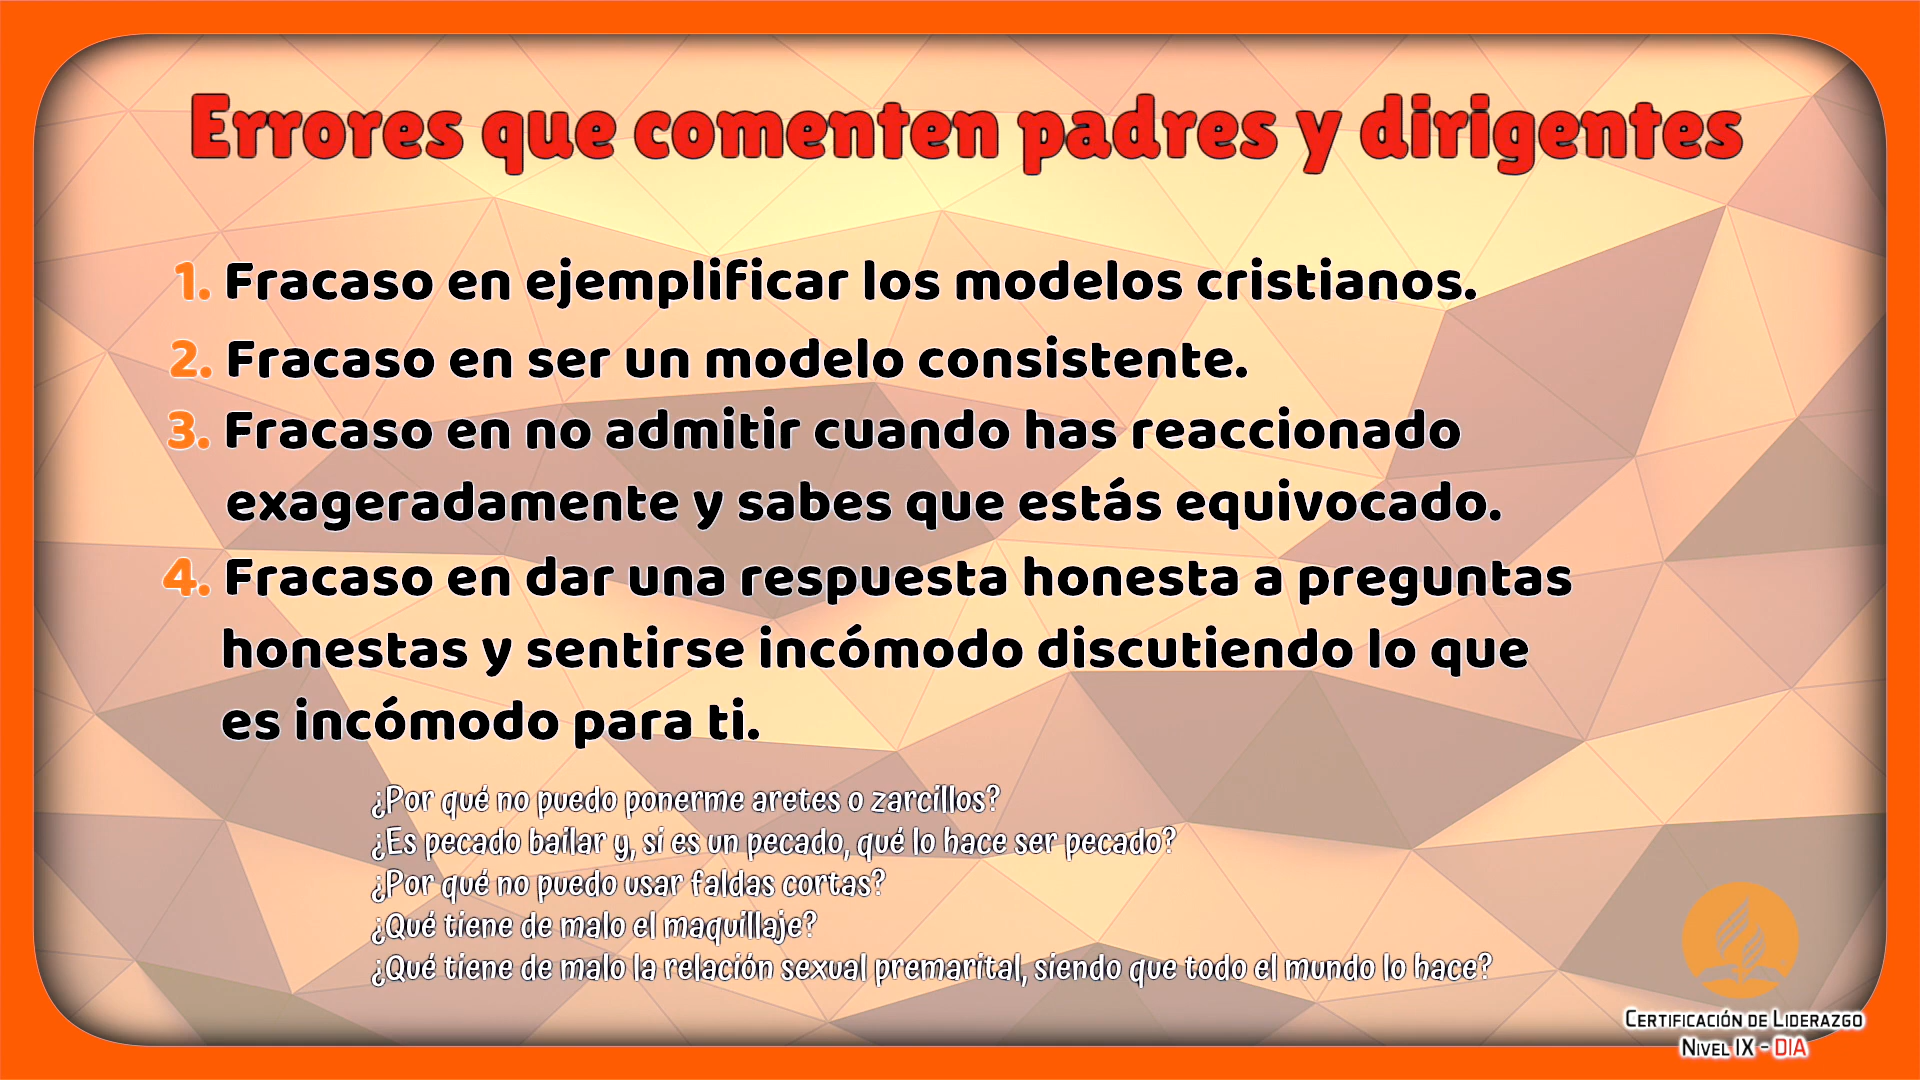 Errores que comenten padres y dirigentes
1. Fracaso en ejemplificar los modelos cristianos.
2. Fracaso en ser un modelo consistente.
3. Fracaso en no admitir cuando has reaccionado
exageradamente y sabes que estás equivocado.
4. Fracaso en dar una respuesta honesta a preguntas
honestas y sentirse incómodo discutiendo lo que
es incómodo para ti.
¿Por qué no puedo ponerme aretes o zarcillos?
¿Es pecado bailar y, si es un pecado, qué lo hace ser pecado?
¿Por qué no puedo usar faldas cortas?
¿Qué tiene de malo el maquillaje?
¿Qué tiene de malo la relación sexual premarital, siendo que todo el mundo lo hace?
CERTIFICACIÓN DE LIDERAZGO
NIVEL IX - DIA